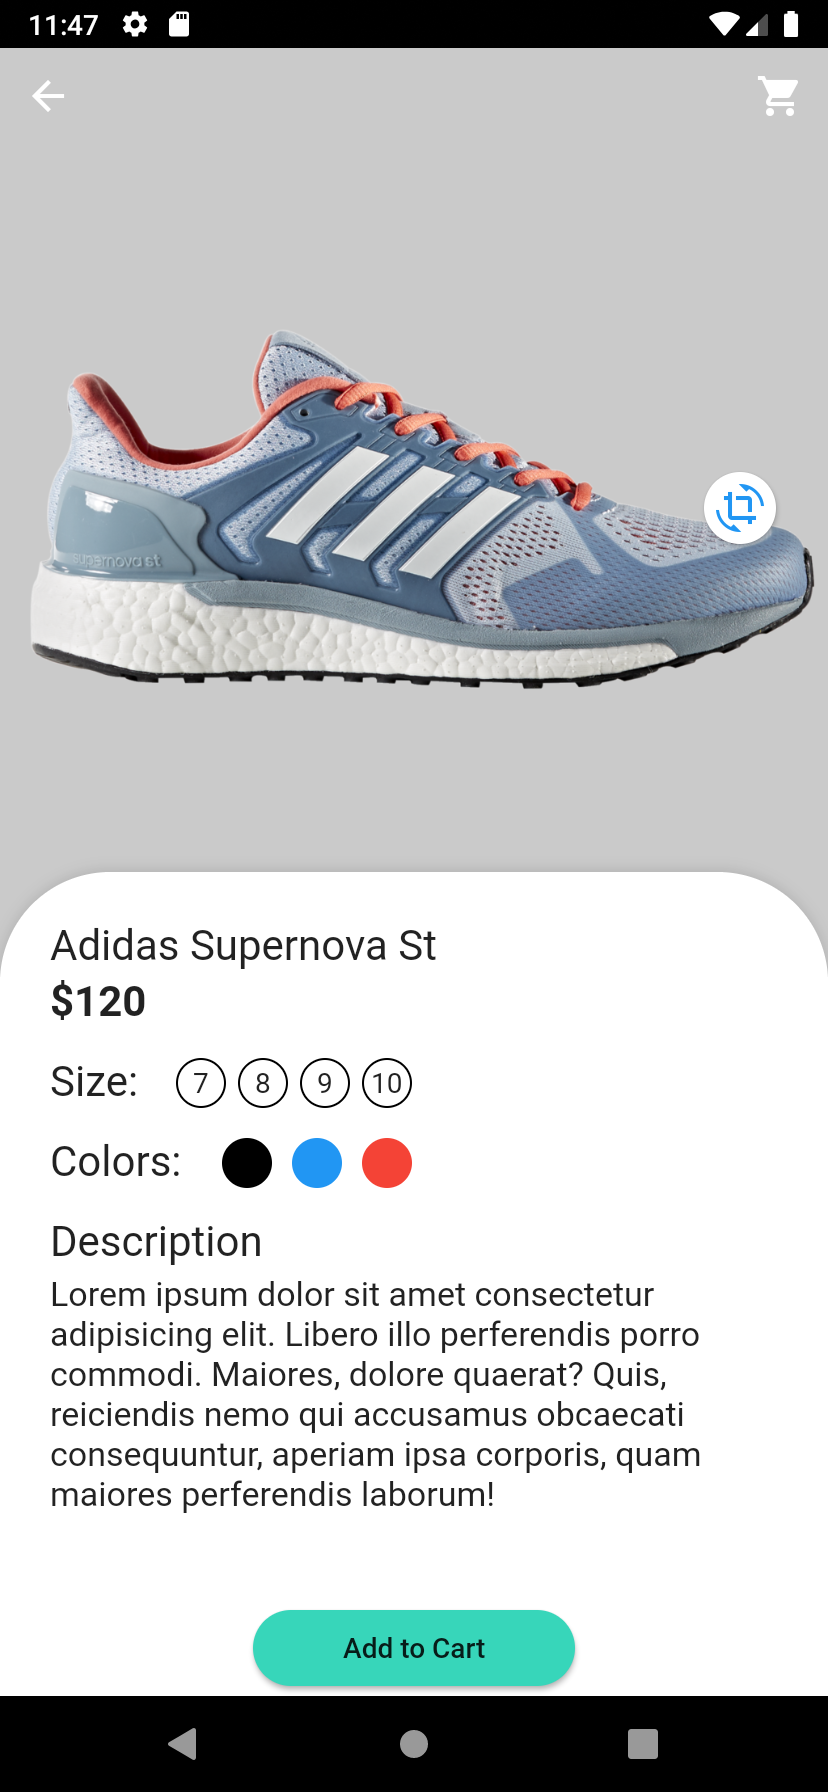 11:47
supernova st
Adidas Supernova St
$120
Size: 7 8 9 10
Colors:
Description
Lorem ipsum dolor sit amet consectetur
adipisicing elit. Libero illo perferendis porro
commodi. Maiores, dolore quaerat? Quis,
reiciendis nemo qui accusamus obcaecati
consequuntur, aperiam ipsa corporis, quam
maiores perferendis laborum!
Add to Cart